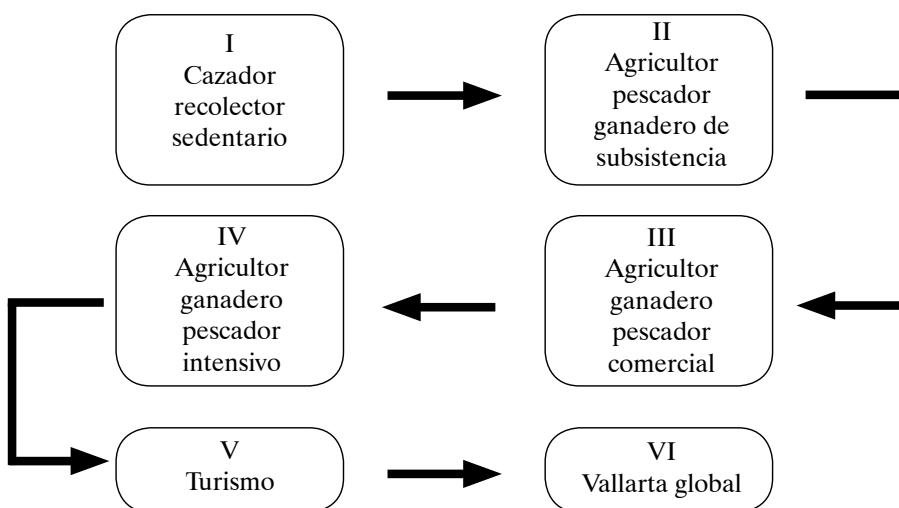 I
Cazador
recolector
sedentario
II
Agricultor
pescador
ganadero de
subsistencia
III
Agricultor
ganadero
pescador
comercial
IV
Agricultor
ganadero
pescador
intensivo
V
Turismo
VI
Vallarta global